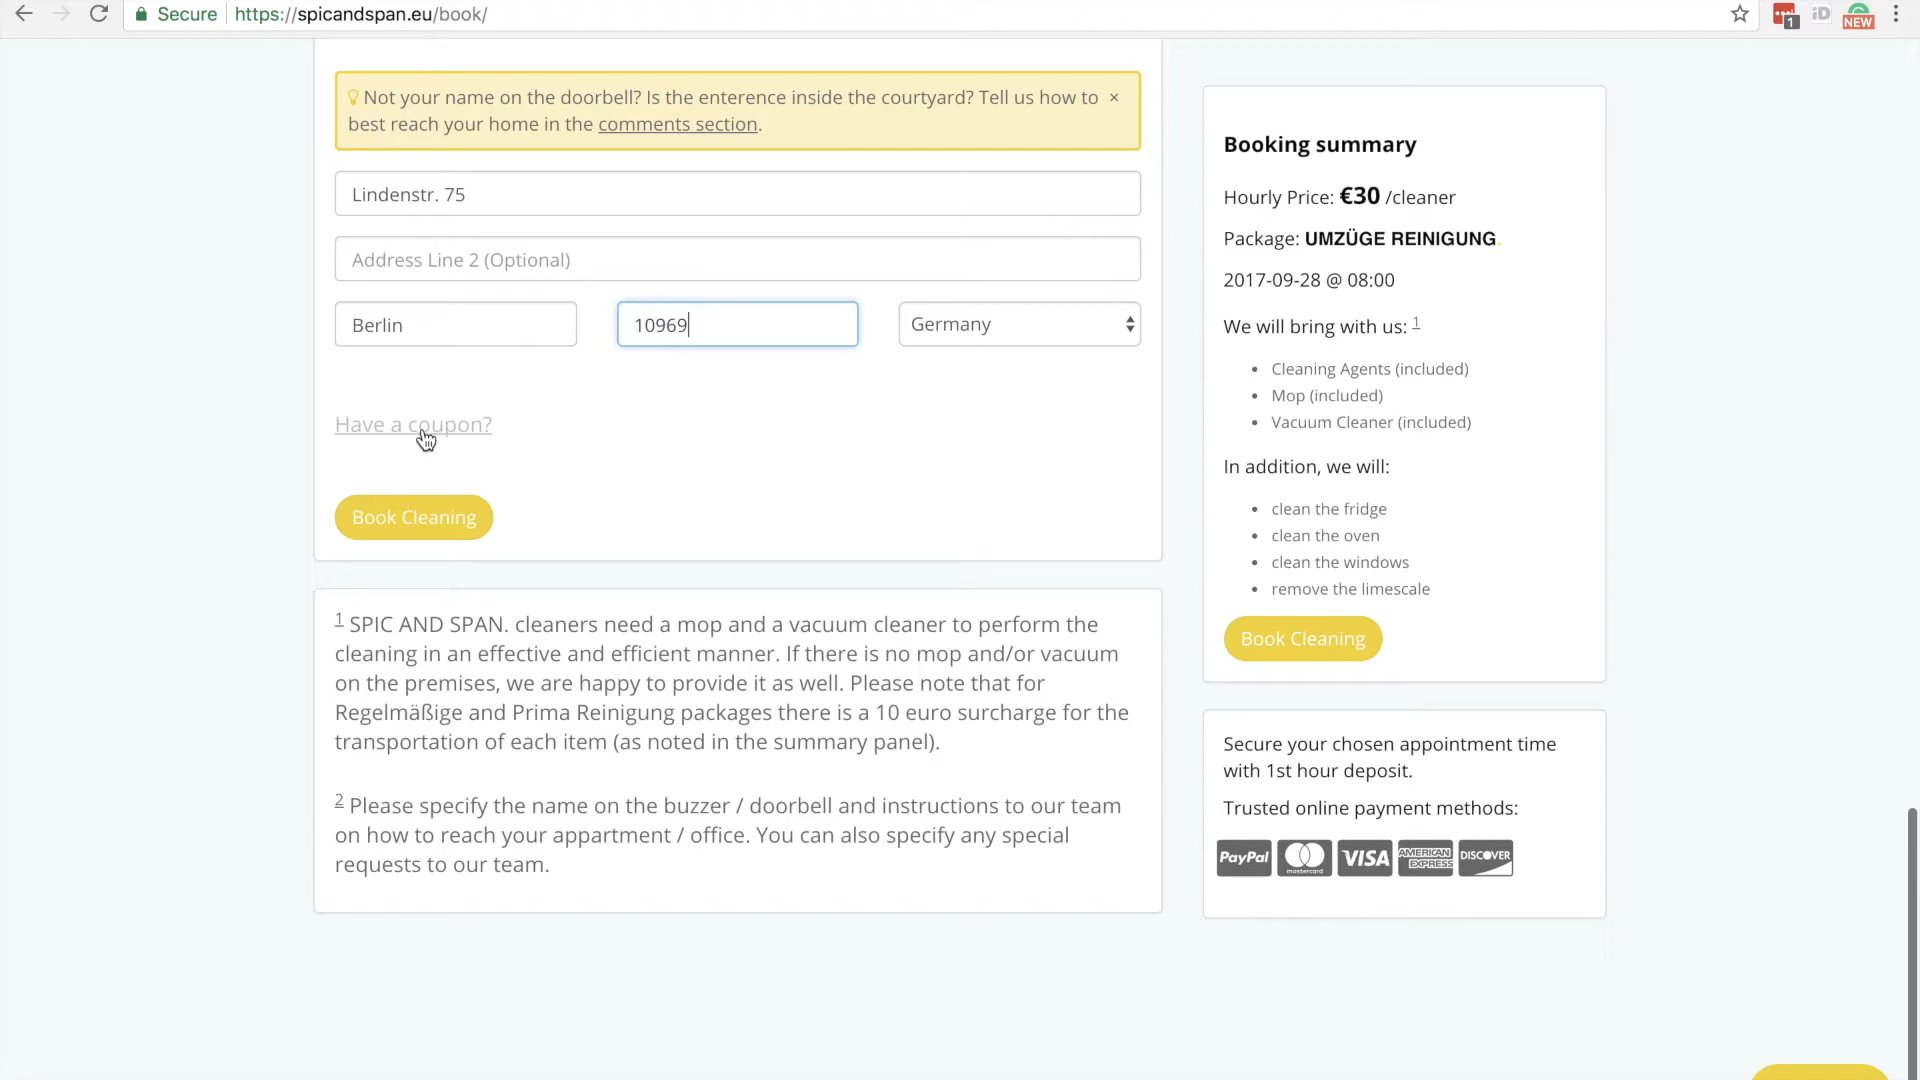 Secure https://spicandspan.eu/book/
1
iD
NEW
Not your name on the doorbell? Is the enterence inside the courtyard? Tell us how to ×
best reach your home in the comments section.
Lindenstr. 75
Address Line 2 (Optional)
Berlin
10969
Germany
Have a coupon?
Book Cleaning
1 SPIC AND SPAN. cleaners need a mop and a vacuum cleaner to perform the
cleaning in an effective and efficient manner. If there is no mop and/or vacuum
on the premises, we are happy to provide it as well. Please note that for
Regelmäßige and Prima Reinigung packages there is a 10 euro surcharge for the
transportation of each item (as noted in the summary panel).
2 Please specify the name on the buzzer / doorbell and instructions to our team
on how to reach your appartment / office. You can also specify any special
requests to our team.
Booking summary
Hourly Price: €30 /cleaner
Package: UMZÜGE REINIGUNG.
2017-09-28 @ 08:00
We will bring with us: 1
• Cleaning Agents (included)
• Mop (included)
• Vacuum Cleaner (included)
In addition, we will:
• clean the fridge
• clean the oven
• clean the windows
• remove the limescale
Book Cleaning
Secure your chosen appointment time
with 1st hour deposit.
Trusted online payment methods:
PayPal mastercard VISA AMERICAN EXPRESS DISCOVER